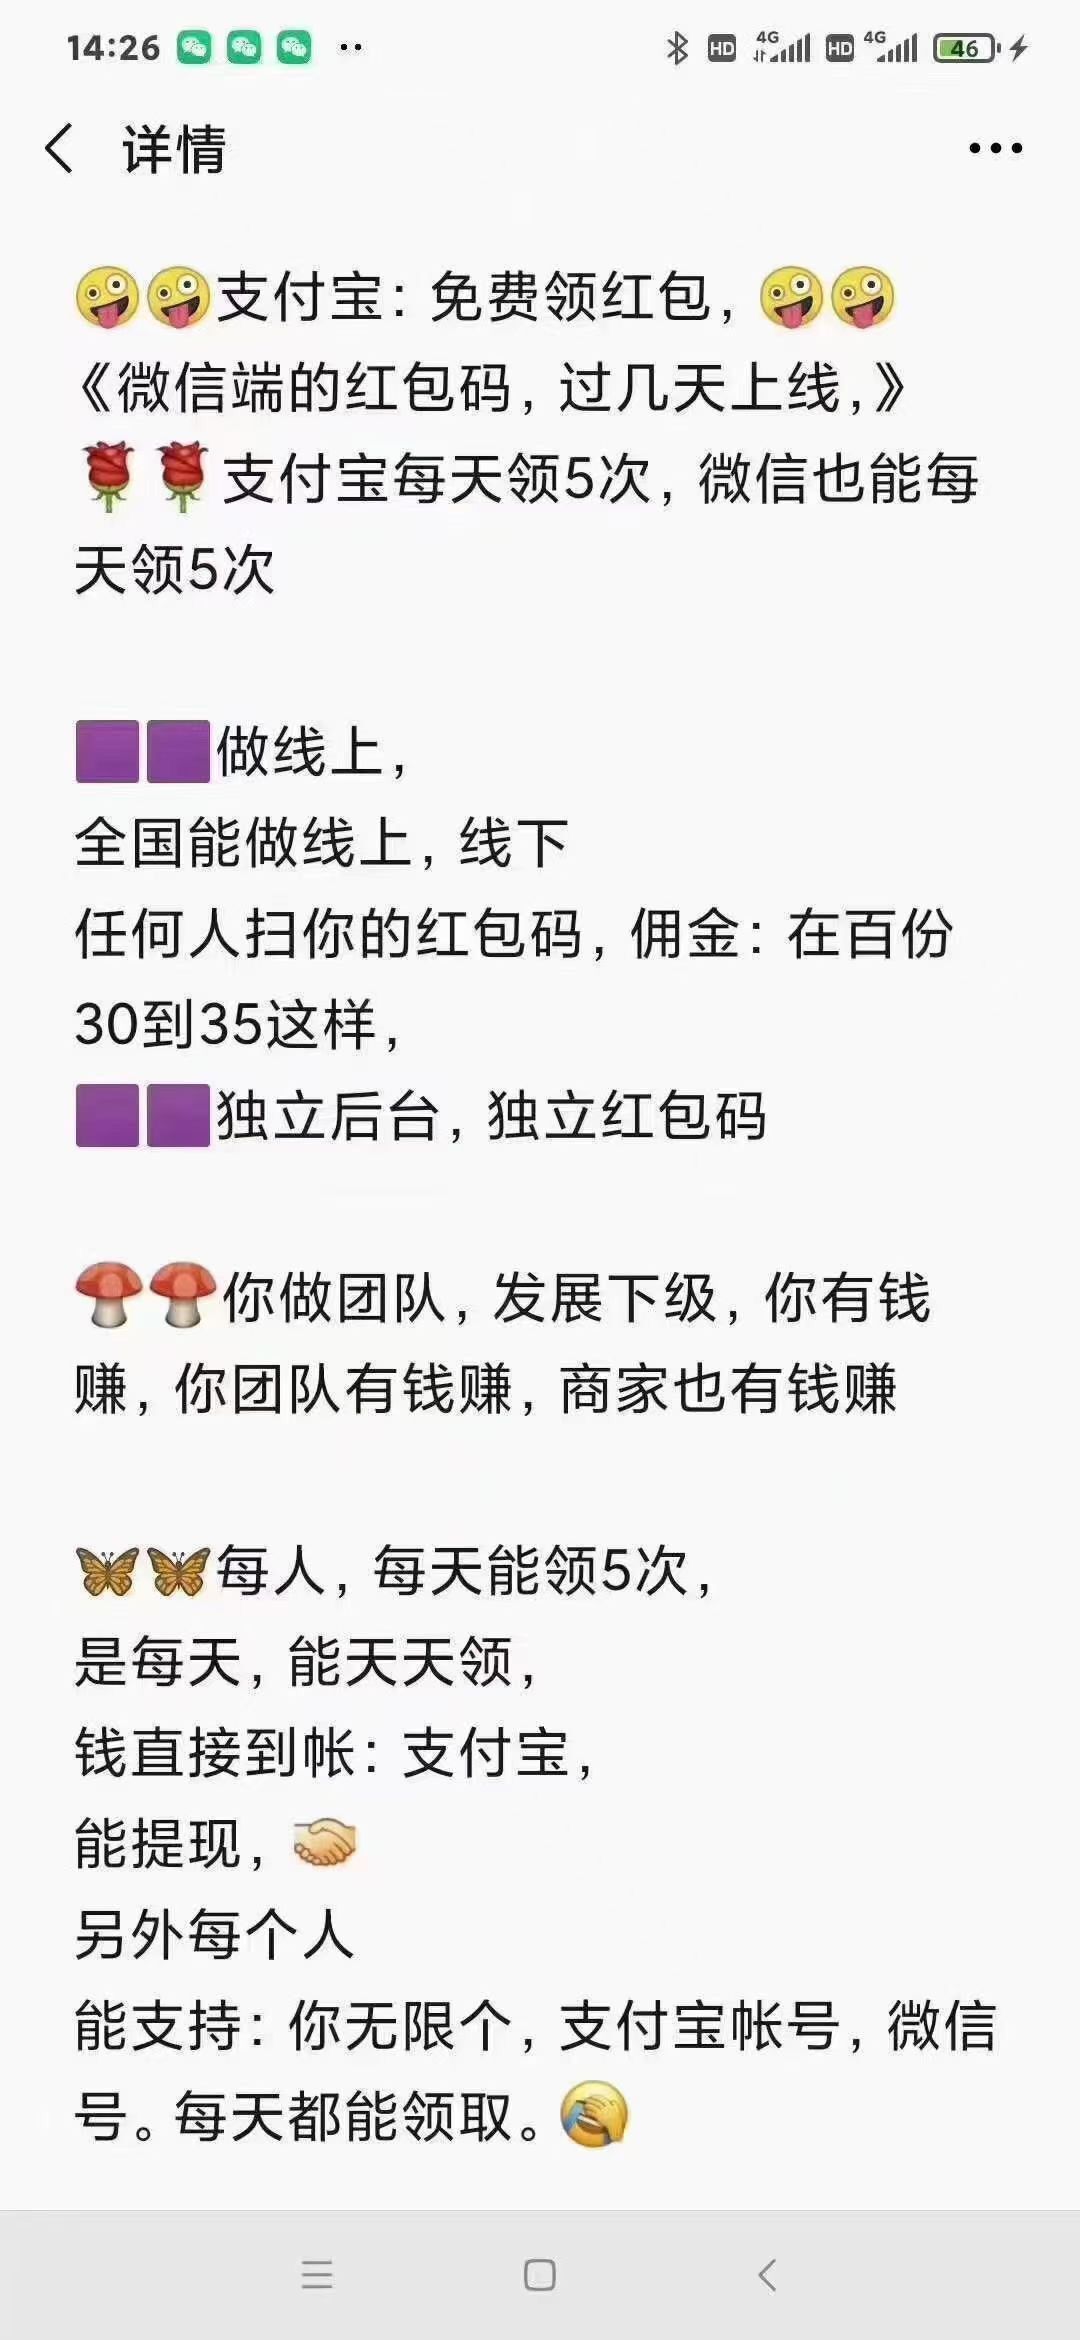 14:26
HD 4G HD 4G 46
详情
支付宝：免费领红包，
《微信端的红包码，过几天上线，》
支付宝每天领5次，微信也能每
天领5次
做线上，
全国能做线上，线下
任何人扫你的红包码，佣金：在百份
30到35这样，
独立后台，独立红包码
你做团队，发展下级，你有钱
赚，你团队有钱赚，商家也有钱赚
每人，每天能领5次，
是每天，能天天领，
钱直接到帐：支付宝，
能提现，
另外每个人
能支持：你无限个，支付宝帐号，微信
号。每天都能领取。